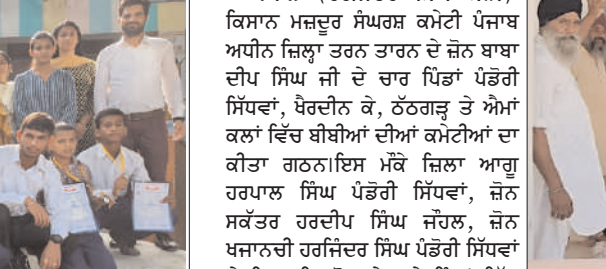 ਕਿਸਾਨ ਮਜ਼ਦੂਰ ਸੰਘਰਸ਼ ਕਮੇਟੀ ਪੰਜਾਬ
ਅਧੀਨ ਜ਼ਿਲ੍ਹਾ ਤਰਨ ਤਾਰਨ ਦੇ ਜ਼ੋਨ ਬਾਬਾ
ਦੀਪ ਸਿੰਘ ਜੀ ਦੇ ਚਾਰ ਪਿੰਡਾਂ ਪੰਡੋਰੀ
ਸਿੱਧਵਾਂ, ਖੈਰਦੀਨ ਕੇ, ਠੱਠਗੜ੍ਹ ਤੇ ਐਮਾਂ
ਕਲਾਂ ਵਿੱਚ ਬੀਬੀਆਂ ਦੀਆਂ ਕਮੇਟੀਆਂ ਦਾ
ਕੀਤਾ ਗਠਨ।ਇਸ ਮੌਕੇ ਜ਼ਿਲਾ ਆਗੂ
ਹਰਪਾਲ ਸਿੰਘ ਪੰਡੋਰੀ ਸਿੱਧਵਾਂ, ਜ਼ੋਨ
ਸਕੱਤਰ ਹਰਦੀਪ ਸਿੰਘ ਜੌਹਲ, ਜ਼ੋਨ
ਖਜਾਨਚੀ ਹਰਜਿੰਦਰ ਸਿੰਘ ਪੰਡੋਰੀ ਸਿੱਧਵਾਂ